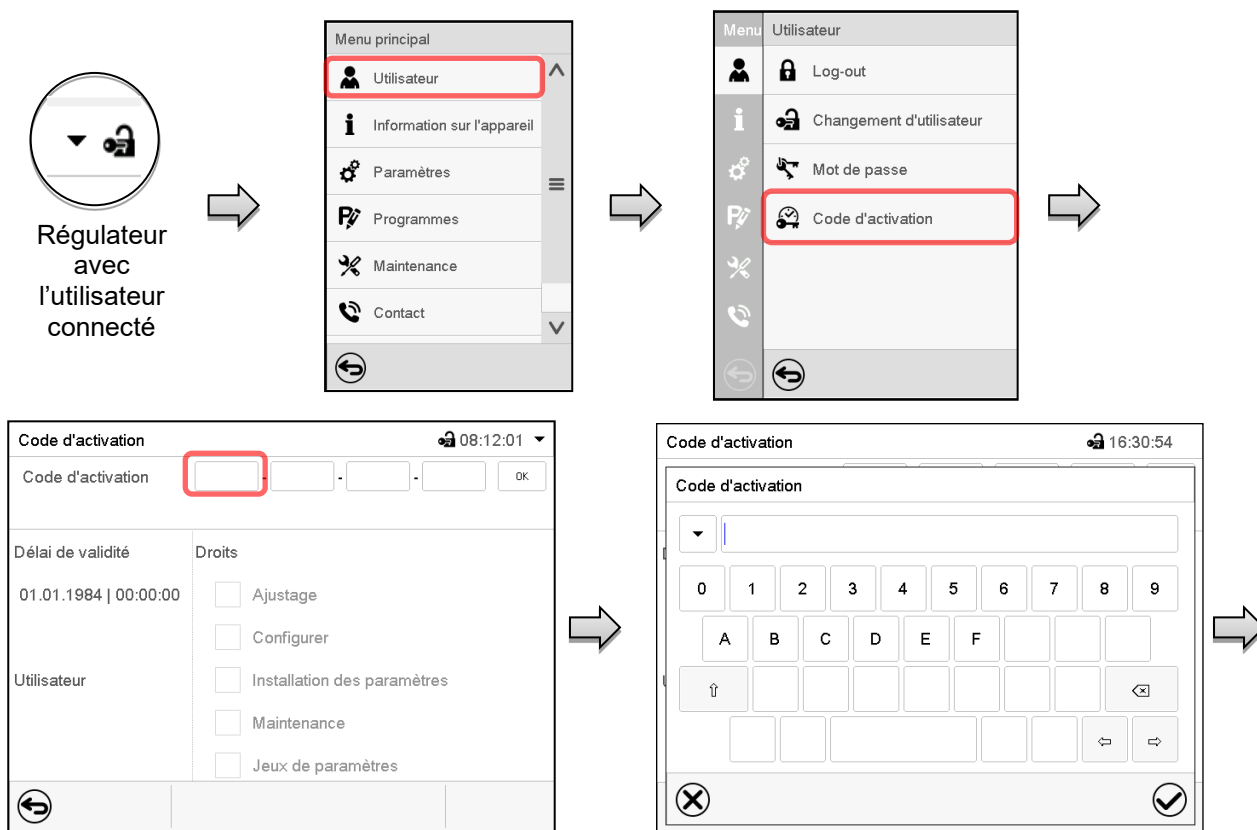 Régulateur
avec
l'utilisateur
connecté
Menu principal
Utilisateur
Information sur l'appareil
Paramètres
Programmes
Maintenance
Contact
Menu
Utilisateur
Log-out
Changement d'utilisateur
Mot de passe
Code d'activation
Code d'activation 08:12:01
Code d'activation - - - OK
Délai de validité Droits
01.01.1984 | 00:00:00 Ajustage
Configurer
Utilisateur Installation des paramètres
Maintenance
Jeux de paramètres
Code d'activation 16:30:54
Code d'activation
0 1 2 3 4 5 6 7 8 9
A B C D E F